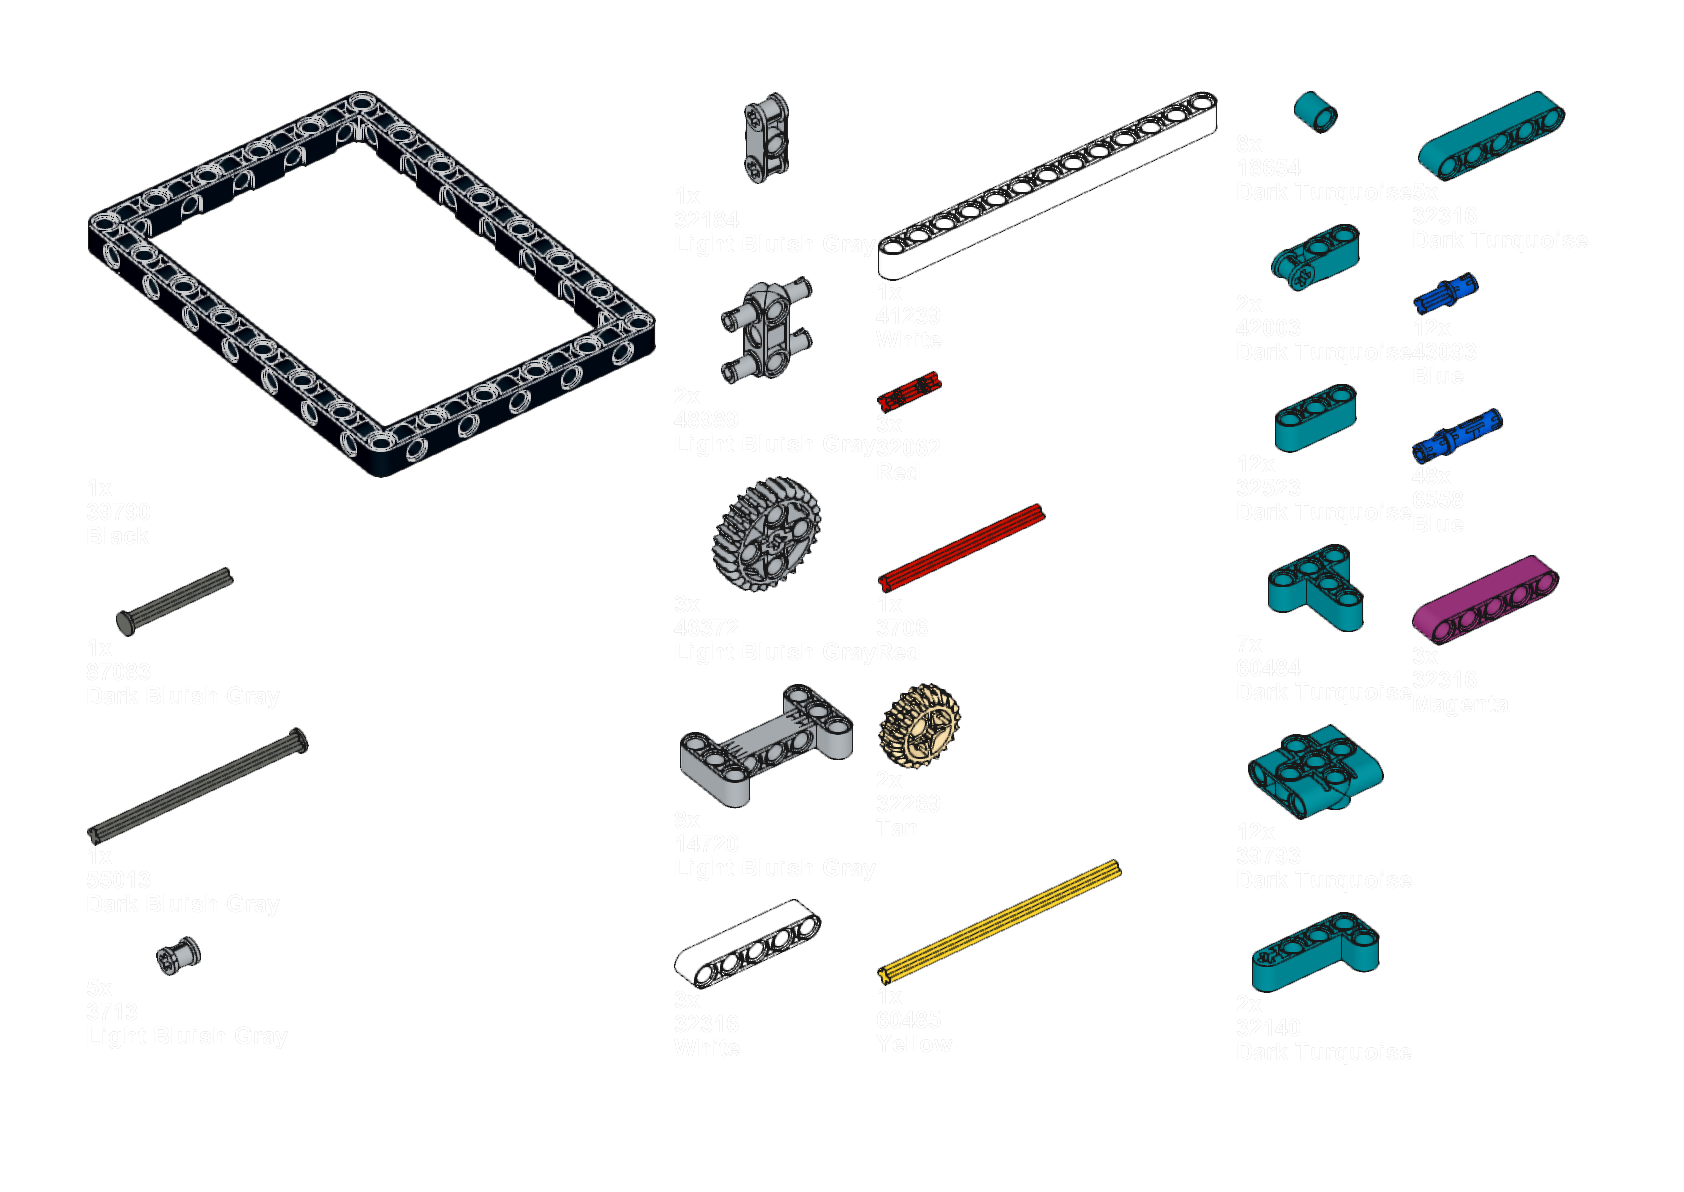 1x
39790
Black
1x
87083
Dark Bluish Gray
1x
55013
Dark Bluish Gray
5x
3713
Light Bluish Gray
1x
32184
Light Bluish Gray
2x
48989
Light Bluish Gray
3x
46372
Light Bluish Gray
14720
Light Bluish Gray
3x
32316
White
1x
41239
White
3x
32062
Red
1x
3706
Red
2x
32269
Tan
1x
60485
Yellow
8x
18654
Dark Turquoise
2x
42003
Dark Turquoise
12x
32523
Dark Turquoise
7x
60484
Dark Turquoise
12x
39793
Dark Turquoise
2x
32140
Dark Turquoise
32316
Dark Turquoise
12x
43093
Blue
6558
Blue
3x
32316
Magenta